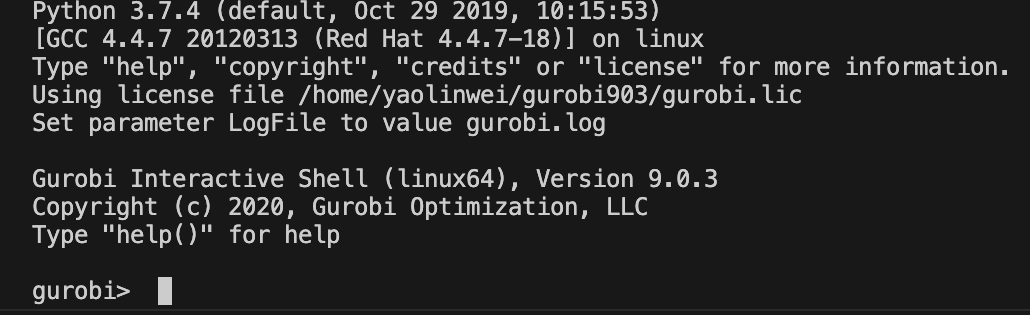 Python 3.7.4 (default, Oct 29 2019, 10:15:53)
[GCC 4.4.7 20120313 (Red Hat 4.4.7-18)] on linux
Type "help", "copyright", "credits" or "license" for more information.
Using license file /home/yaolinwei/gurobi903/gurobi.lic
Set parameter LogFile to value gurobi.log
Gurobi Interactive Shell (linux64), Version 9.0.3
Copyright (c) 2020, Gurobi Optimization, LLC
Type "help()" for help
gurobi>